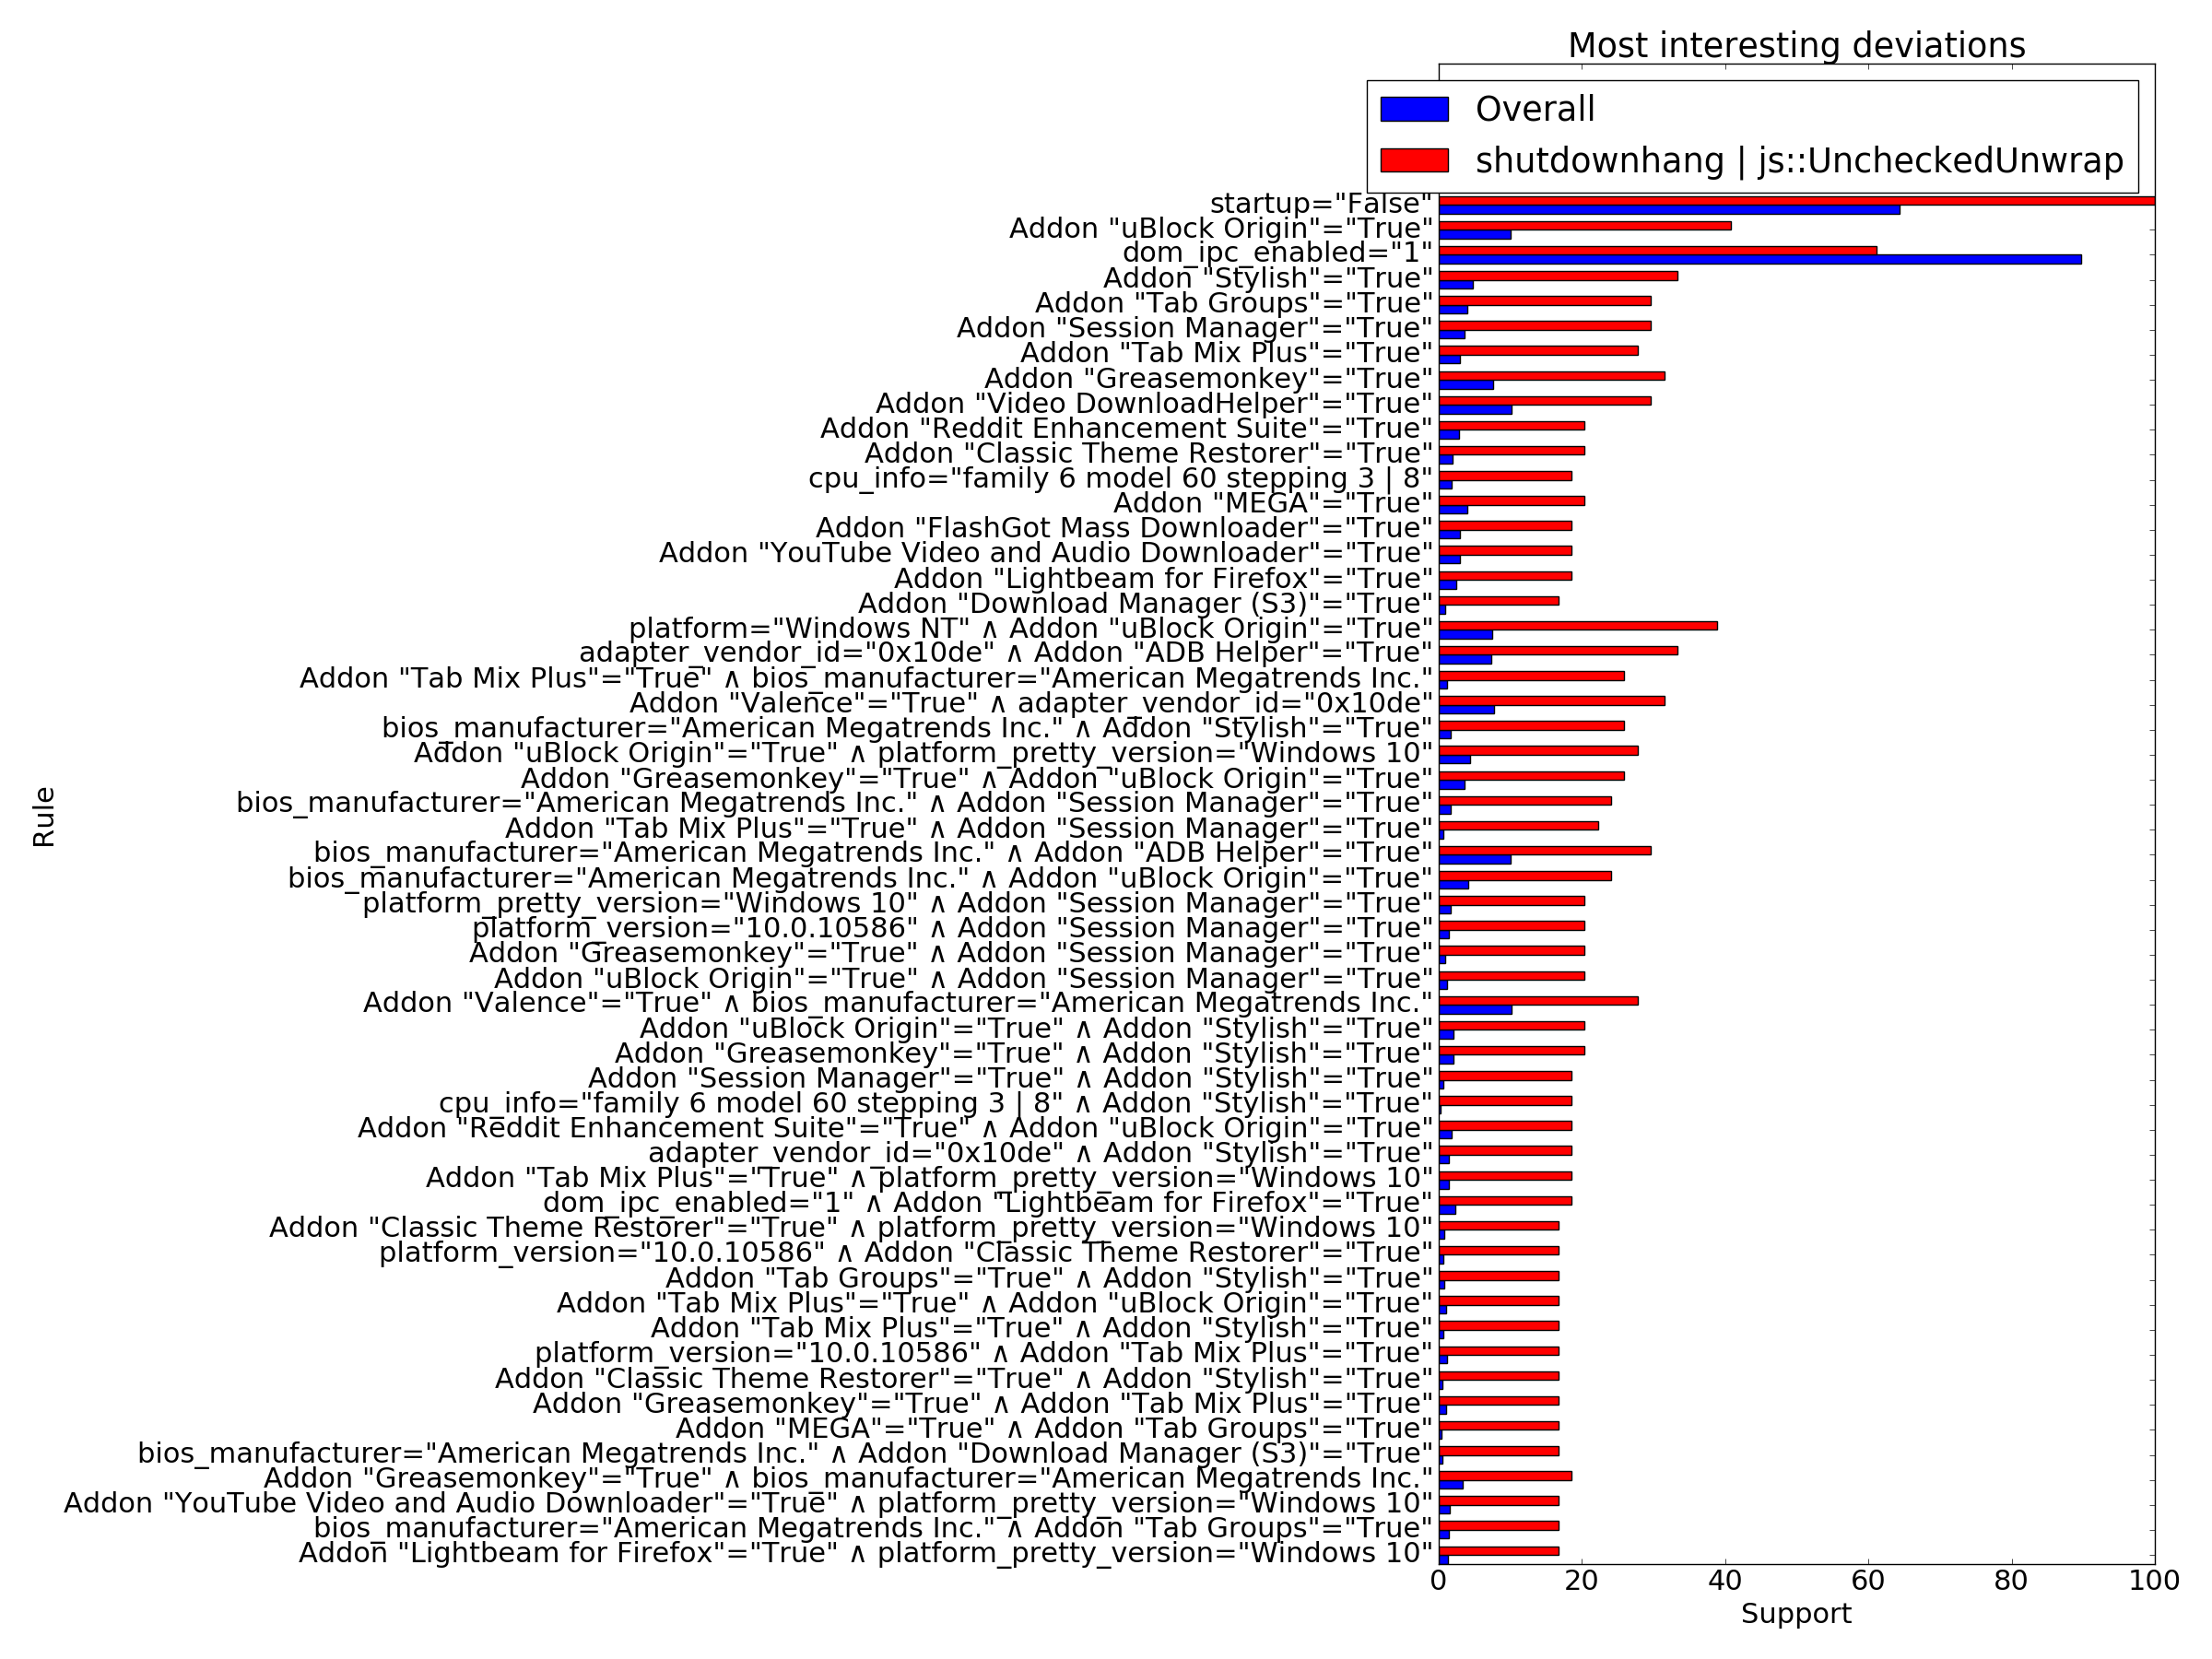 Most interesting deviations
Overall
shutdownhang | js::UncheckedUnwrap
startup="False"
Addon "uBlock Origin"="True"
dom_ipc_enabled="1"
Addon "Stylish"="True"
Addon "Tab Groups"="True"
Addon "Session Manager"="True"
Addon "Tab Mix Plus"="True"
Addon "Greasemonkey"="True"
Addon "Video DownloadHelper"="True"
Addon "Reddit Enhancement Suite"="True"
Addon "Classic Theme Restorer"="True"
cpu_info="family 6 model 60 stepping 3 | 8"
Addon "MEGA"="True"
Addon "FlashGot Mass Downloader"="True"
Addon "YouTube Video and Audio Downloader"="True"
Addon "Lightbeam for Firefox"="True"
Addon "Download Manager (S3)"="True"
platform="Windows NT" ∧ Addon "uBlock Origin"="True"
adapter_vendor_id="0x10de" ∧ Addon "ADB Helper"="True"
Addon "Tab Mix Plus"="True" ∧ bios_manufacturer="American Megatrends Inc."
Addon "Valence"="True" ∧ adapter_vendor_id="0x10de"
bios_manufacturer="American Megatrends Inc." ∧ Addon "Stylish"="True"
Addon "uBlock Origin"="True" ∧ platform_pretty_version="Windows 10"
Addon "Greasemonkey"="True" ∧ Addon "uBlock Origin"="True"
bios_manufacturer="American Megatrends Inc." ∧ Addon "Session Manager"="True"
Addon "Tab Mix Plus"="True" ∧ Addon "Session Manager"="True"
bios_manufacturer="American Megatrends Inc." ∧ Addon "ADB Helper"="True"
bios_manufacturer="American Megatrends Inc." ∧ Addon "uBlock Origin"="True"
platform_pretty_version="Windows 10" ∧ Addon "Session Manager"="True"
platform_version="10.0.10586" ∧ Addon "Session Manager"="True"
Addon "Greasemonkey"="True" ∧ Addon "Session Manager"="True"
Addon "uBlock Origin"="True" ∧ Addon "Session Manager"="True"
Addon "Valence"="True" ∧ bios_manufacturer="American Megatrends Inc."
Addon "uBlock Origin"="True" ∧ Addon "Stylish"="True"
Addon "Greasemonkey"="True" ∧ Addon "Stylish"="True"
Addon "Session Manager"="True" ∧ Addon "Stylish"="True"
cpu_info="family 6 model 60 stepping 3 | 8" ∧ Addon "Stylish"="True"
Addon "Reddit Enhancement Suite"="True" ∧ Addon "uBlock Origin"="True"
adapter_vendor_id="0x10de" ∧ Addon "Stylish"="True"
Addon "Tab Mix Plus"="True" ∧ platform_pretty_version="Windows 10"
dom_ipc_enabled="1" ∧ Addon "Lightbeam for Firefox"="True"
Addon "Classic Theme Restorer"="True" ∧ platform_pretty_version="Windows 10"
platform_version="10.0.10586" ∧ Addon "Classic Theme Restorer"="True"
Addon "Tab Groups"="True" ∧ Addon "Stylish"="True"
Addon "Tab Mix Plus"="True" ∧ Addon "uBlock Origin"="True"
Addon "Tab Mix Plus"="True" ∧ Addon "Stylish"="True"
platform_version="10.0.10586" ∧ Addon "Tab Mix Plus"="True"
Addon "Classic Theme Restorer"="True" ∧ Addon "Stylish"="True"
Addon "Greasemonkey"="True" ∧ Addon "Tab Mix Plus"="True"
Addon "MEGA"="True" ∧ Addon "Tab Groups"="True"
bios_manufacturer="American Megatrends Inc." ∧ Addon "Download Manager (S3)"="True"
Addon "Greasemonkey"="True" ∧ bios_manufacturer="American Megatrends Inc."
Addon "YouTube Video and Audio Downloader"="True" ∧ platform_pretty_version="Windows 10"
bios_manufacturer="American Megatrends Inc." ∧ Addon "Tab Groups"="True"
Addon "Lightbeam for Firefox"="True" ∧ platform_pretty_version="Windows 10"
Rule
0 20 40 60 80 100
Support